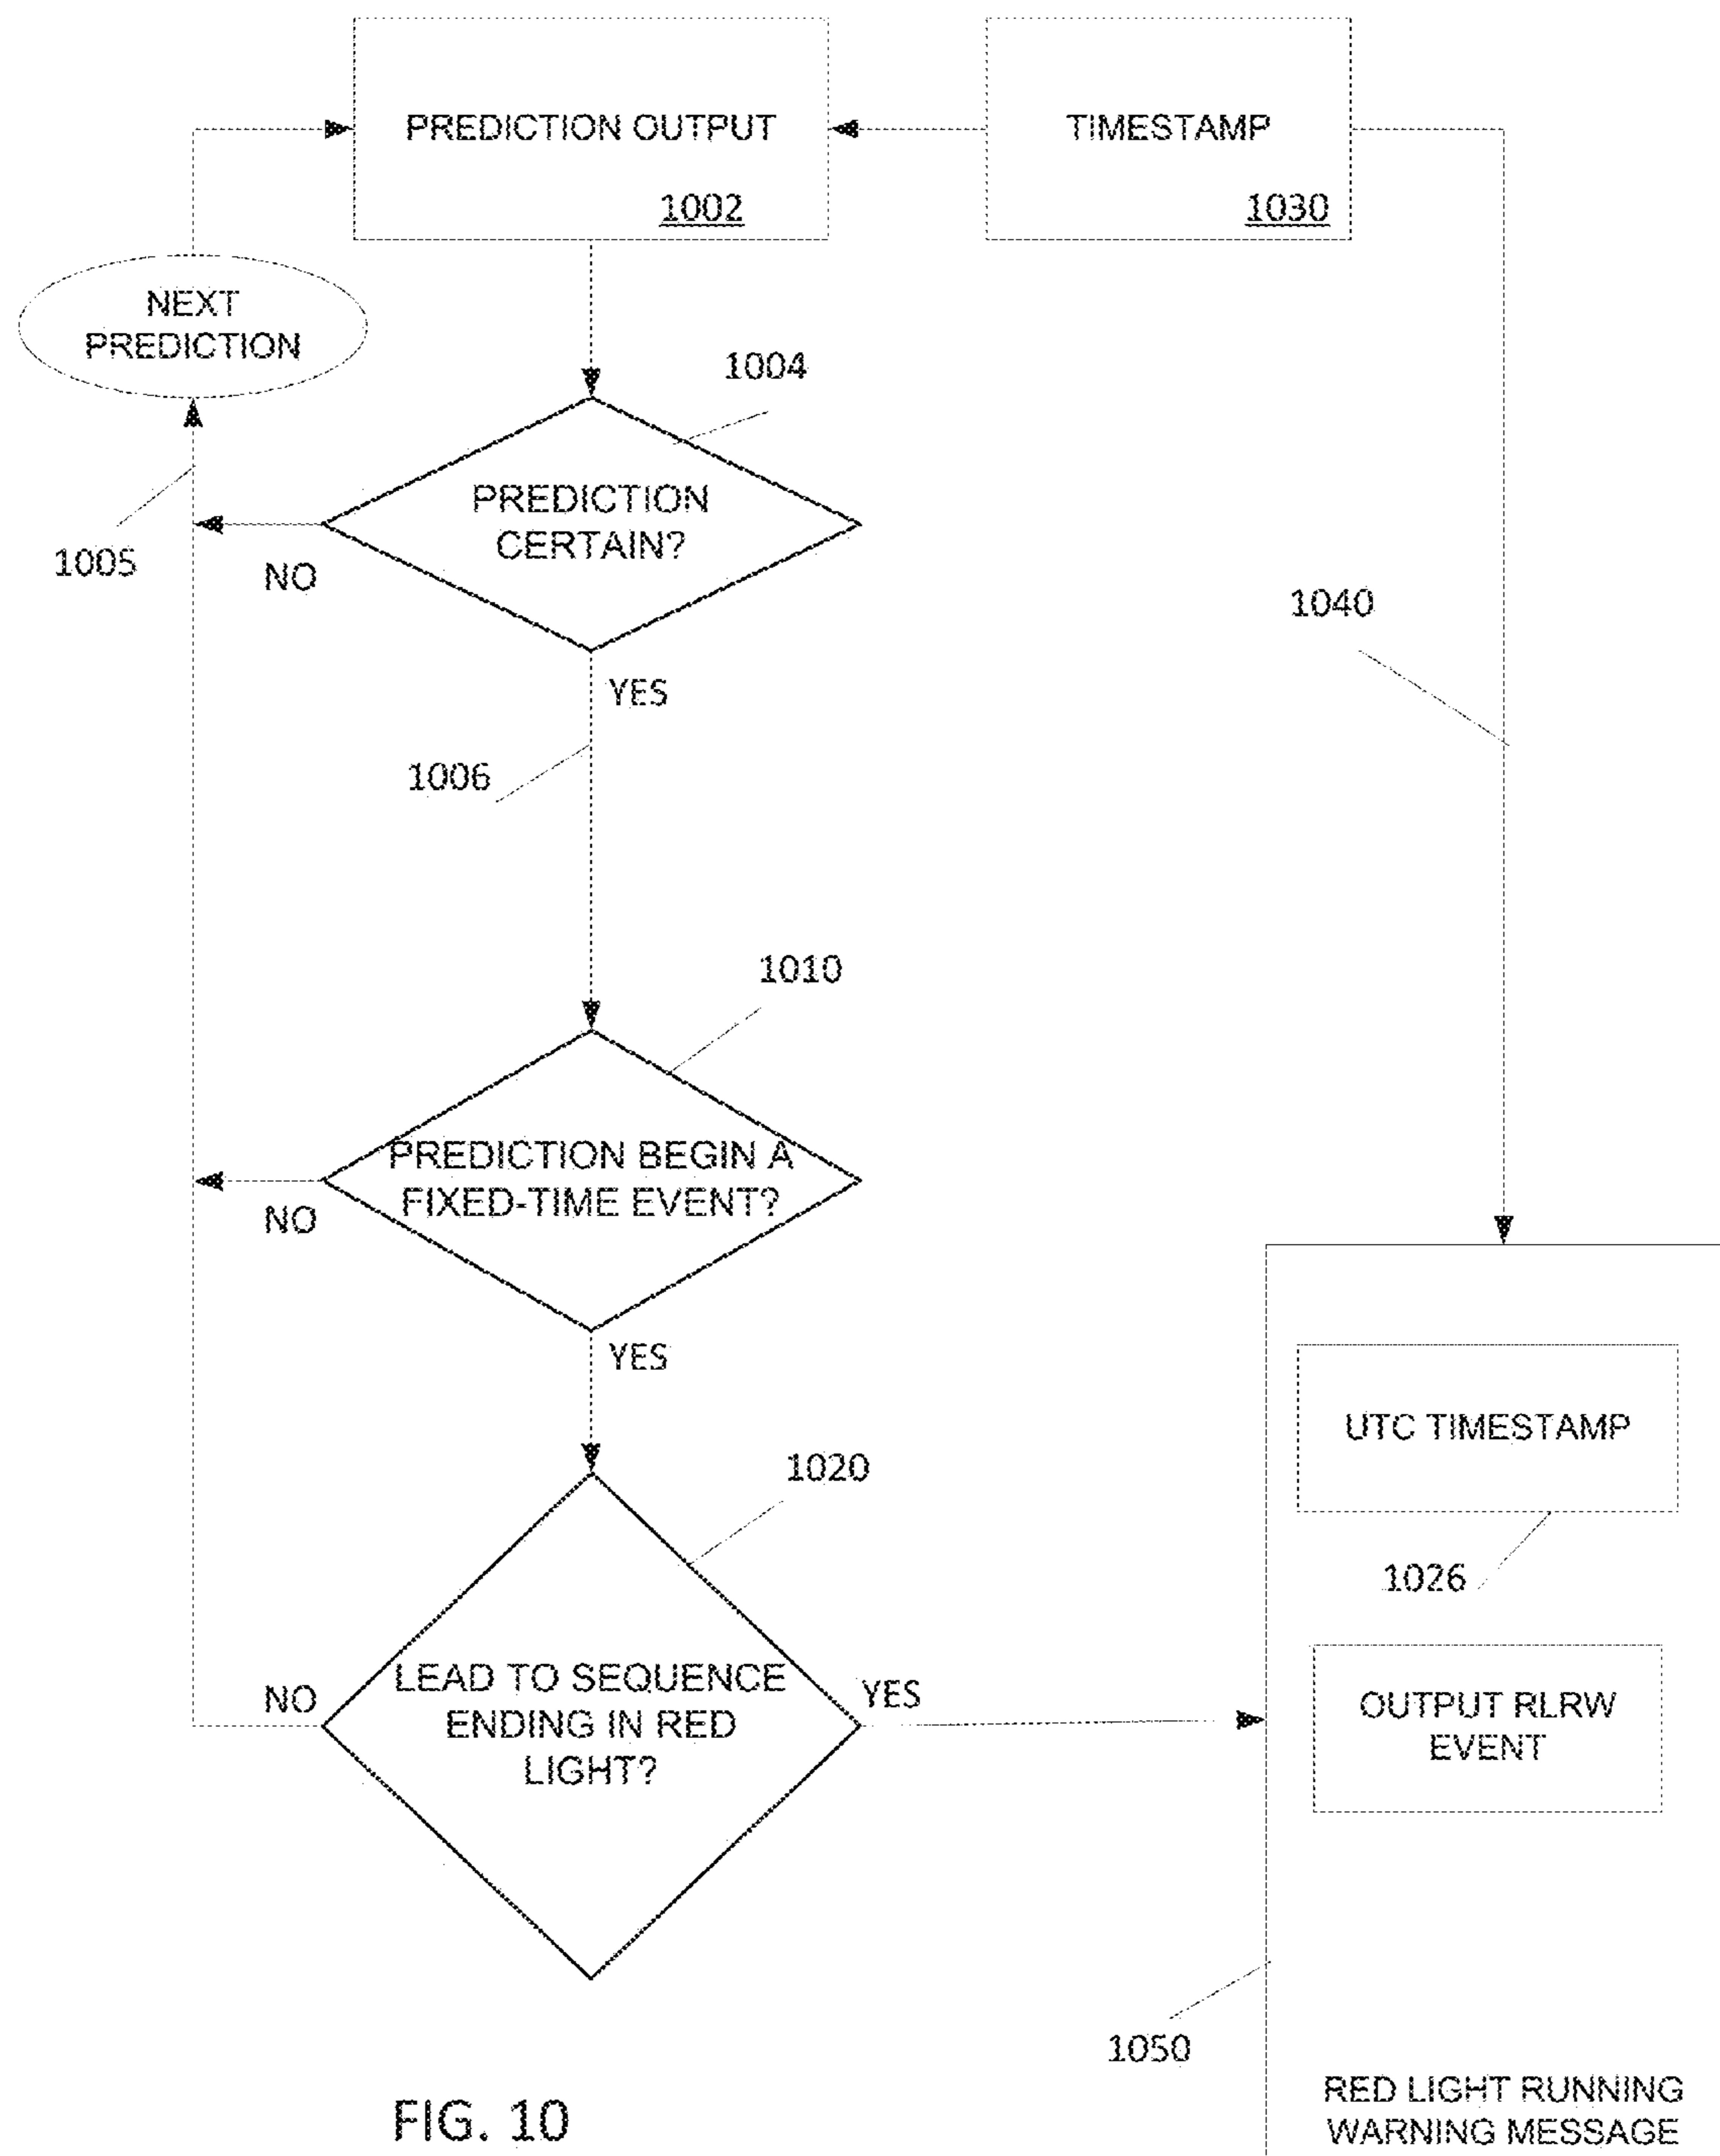 PREDICTION OUTPUT
1002
TIMESTAMP
1030
NEXT
PREDICTION
1004
PREDICTION
CERTAIN?
1005
NO
1040
YES
1006
1010
PREDICTION BEGIN A
FIXED-TIME EVENT?
NO
YES
UTC TIMESTAMP
1020
1026
LEAD TO SEQUENCE
ENDING IN RED
LIGHT?
NO
YES
OUTPUT RLRW
EVENT
1050
RED LIGHT RUNNING
WARNING MESSAGE
FIG. 10